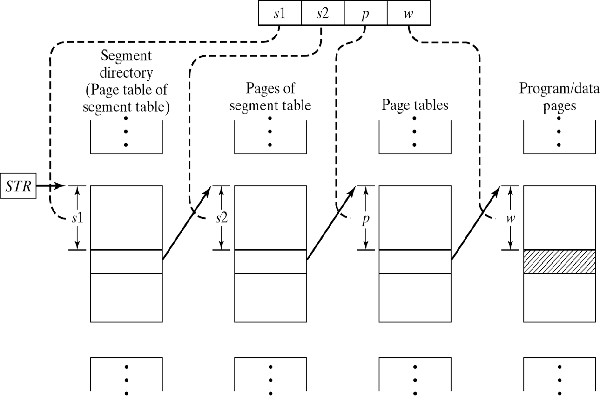 s1 s2 p w
Segment
directory
(Page table of
segment table)
Pages of
segment table
Page tables
Program/data
pages
STR
s1
s2
p
w